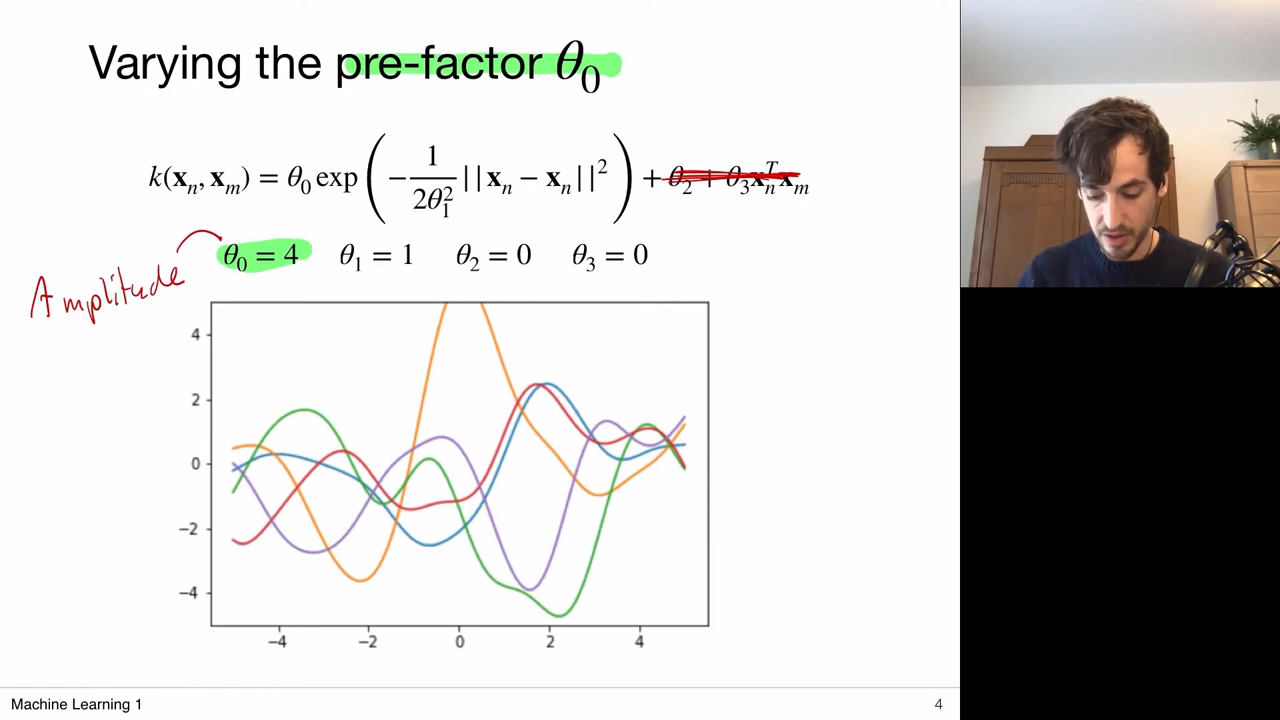 Varying the pre-factor θ₀
k(xₙ, xₘ) = θ₀ exp(−1/(2θ₁²) ||xₙ − xₙ||²) + θ₂ + θ₃xₙᵀxₘ
θ₀ = 4 θ₁ = 1 θ₂ = 0 θ₃ = 0
Amplitude
4
2
0
−2
−4
−4 −2 0 2 4
Machine Learning 1 4